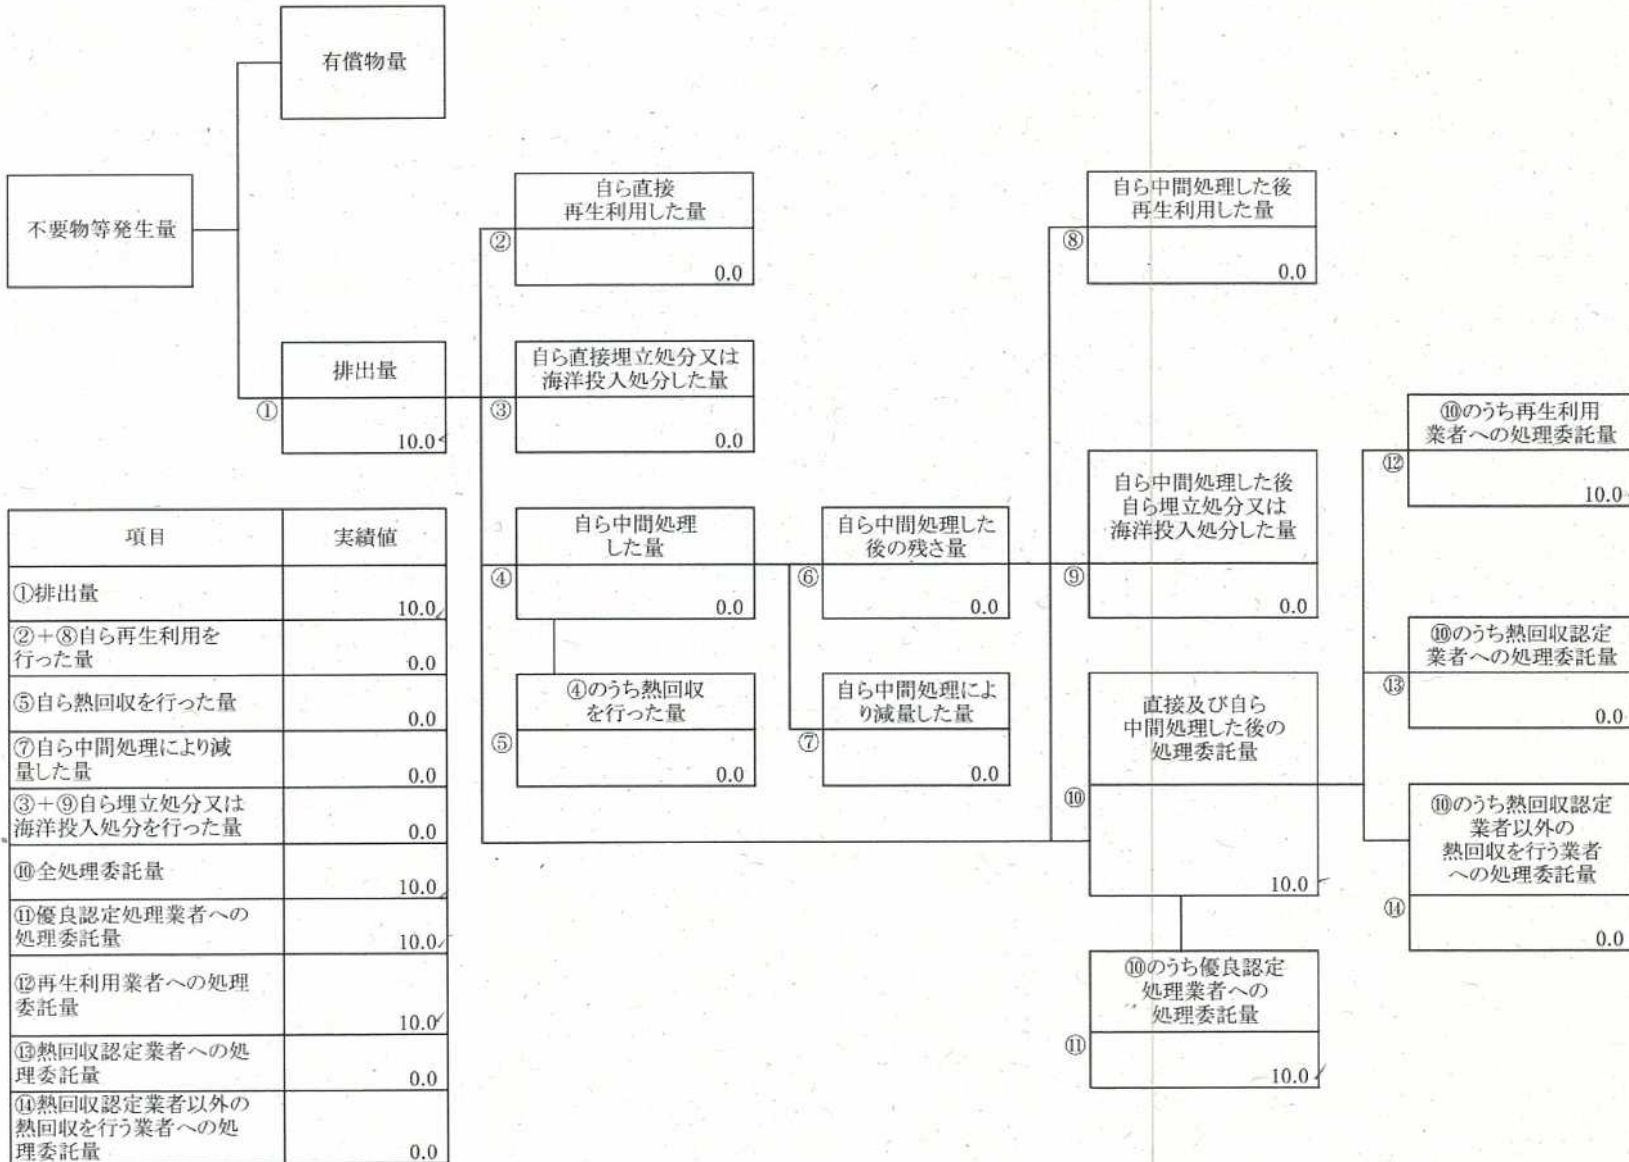 有償物量
不要物等発生量
自ら直接
再生利用した量
②
0.0
自ら中間処理した後
再生利用した量
⑧
0.0
排出量
①
10.0
自ら直接埋立処分又は
海洋投入処分した量
③
0.0
⑩のうち再生利用
業者への処理委託量
⑫
10.0
自ら中間処理
した量
④
0.0
自ら中間処理した
後の残さ量
⑥
0.0
自ら中間処理した後
自ら埋立処分又は
海洋投入処分した量
⑨
0.0
⑩のうち熱回収認定
業者への処理委託量
⑬
0.0
④のうち熱回収
を行った量
⑤
0.0
自ら中間処理によ
り減量した量
⑦
0.0
直接及び自ら
中間処理した後の
処理委託量
⑩
10.0
⑩のうち熱回収認定
業者以外の
熱回収を行う業者
への処理委託量
⑭
0.0
⑩のうち優良認定
処理業者への
処理委託量
⑪
10.0
項目 実績値
①排出量
10.0
②+⑧自ら再生利用を
行った量 0.0
⑤自ら熱回収を行った量
0.0
⑦自ら中間処理により減
量した量 0.0
③+⑨自ら埋立処分又は
海洋投入処分を行った量 0.0
⑩全処理委託量
10.0
⑪優良認定処理業者への
処理委託量 10.0
⑫再生利用業者への処理
委託量
10.0
⑬熱回収認定業者への処
理委託量 0.0
⑭熱回収認定業者以外の
熱回収を行う業者への処
理委託量 0.0